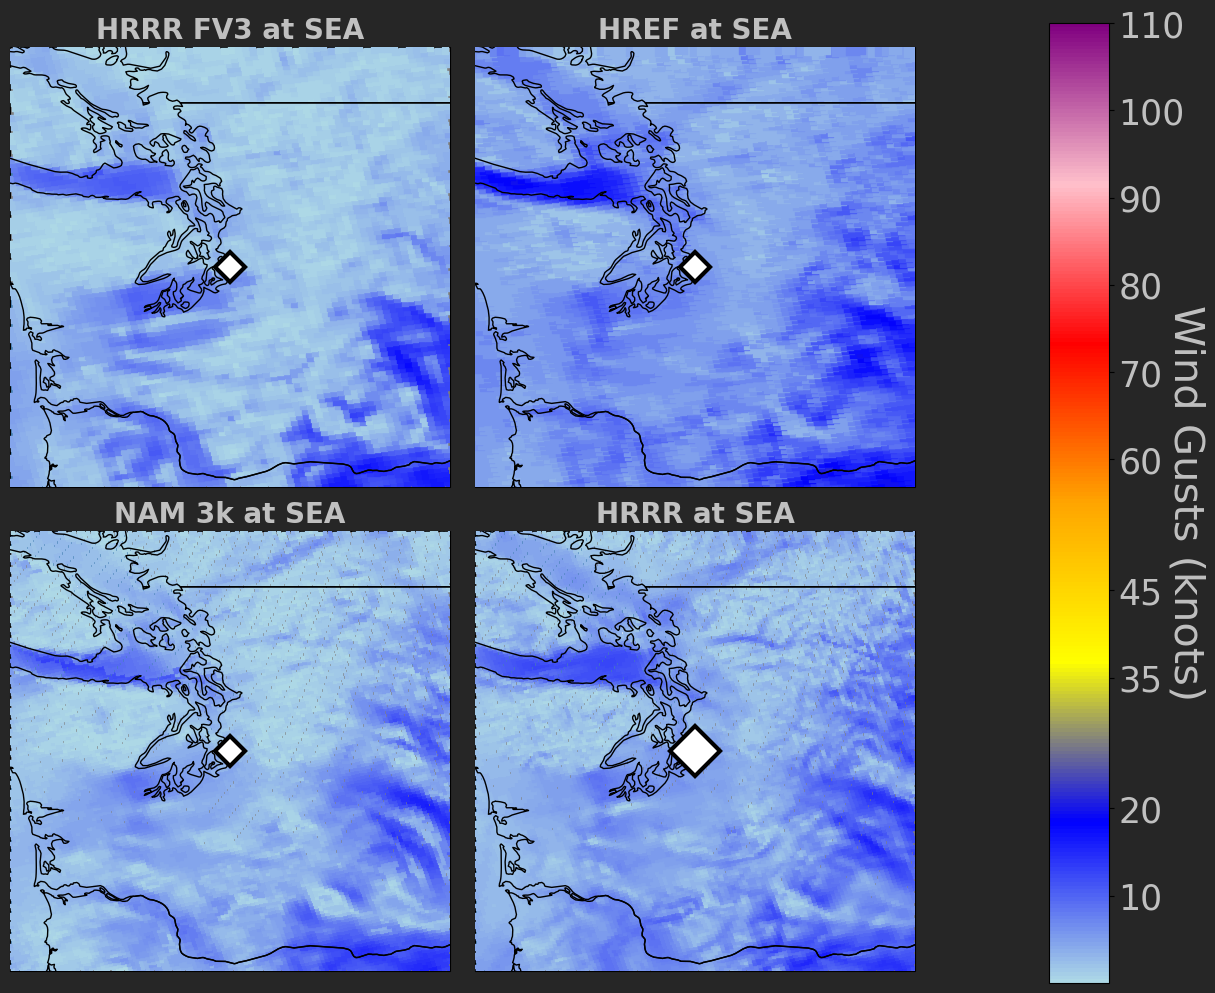 HRRR FV3 at SEA
HREF at SEA
NAM 3k at SEA
HRRR at SEA
110
100
90
80
70
60
45
35
20
10
Wind Gusts (knots)